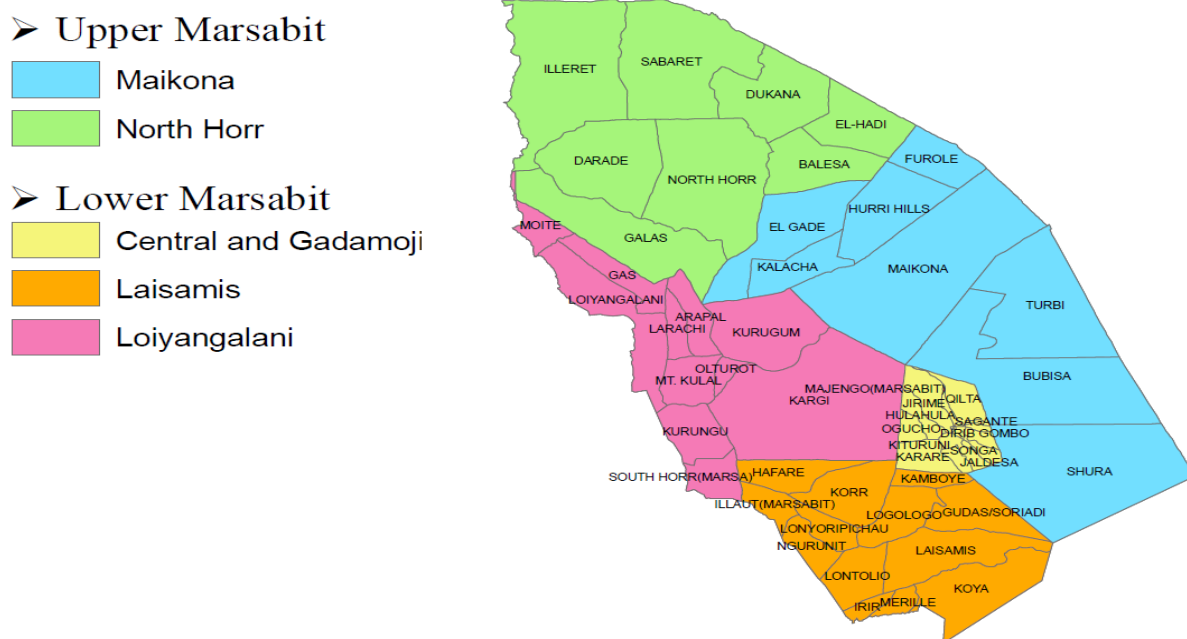 ➢ Upper Marsabit
Maikona
North Horr
➢ Lower Marsabit
Central and Gadamoji
Laisamis
Loiyangalani
ILLERET
SABARET
DUKANA
EL-HADI
DARADE
NORTH HORR
BALESA
FUROLE
MOITE
GALAS
EL GADE
HURRI HILLS
GAS
KALACHA
MAIKONA
LOIYANGALANI
TURBI
ARAPAL
LARACHI
KURUGUM
OLTUROT
MT. KULAL
BUBISA
MAJENGO(MARSABIT)
KARGI
JIRIME
QILTA
HULAHULA
SAGANTE
OGUCHO
DIRIB GOMBO
KURUNGU
KITURUNI
SONGA
KARARE
JALDESA
SHURA
SOUTH HORR(MARSA)
HAFARE
KAMBOYE
KORR
ILLAUT(MARSABIT)
LOGOLOGO
GUDAS/SORIADI
LONYORIPICHAU
NGURUNIT
LAISAMIS
LONTOLIO
KOYA
IRIR
MERILLE